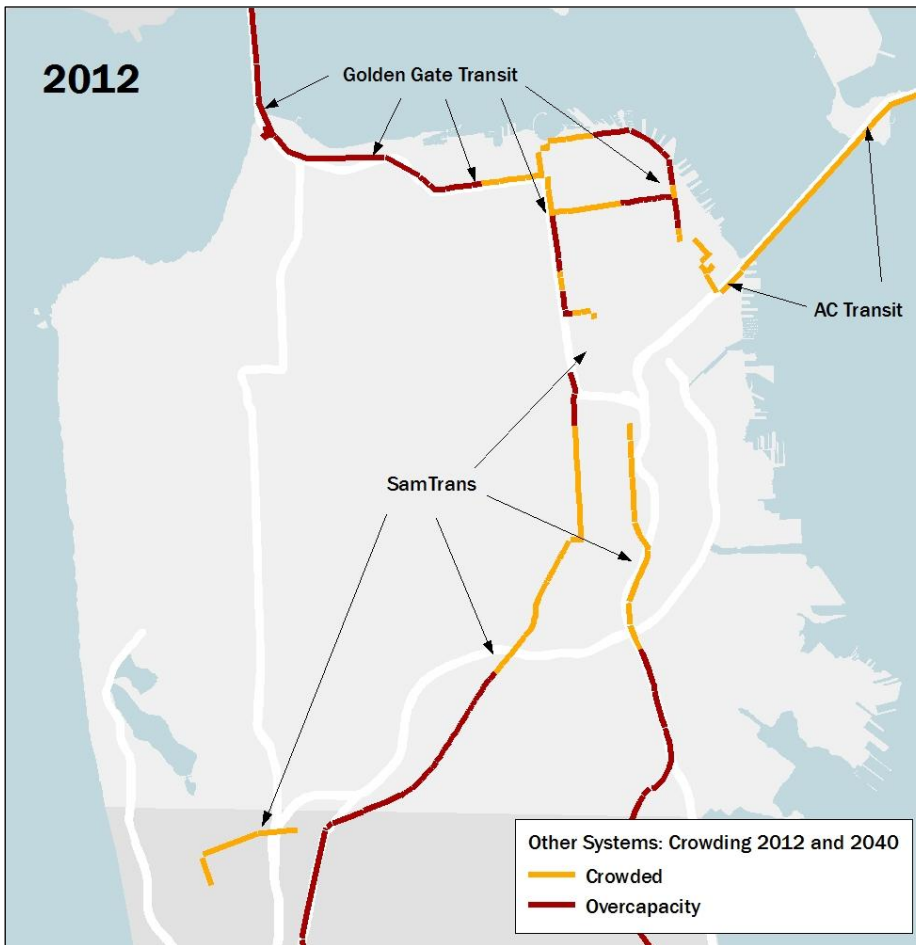 2012
Golden Gate Transit
AC Transit
SamTrans
Other Systems: Crowding 2012 and 2040
Crowded
Overcapacity